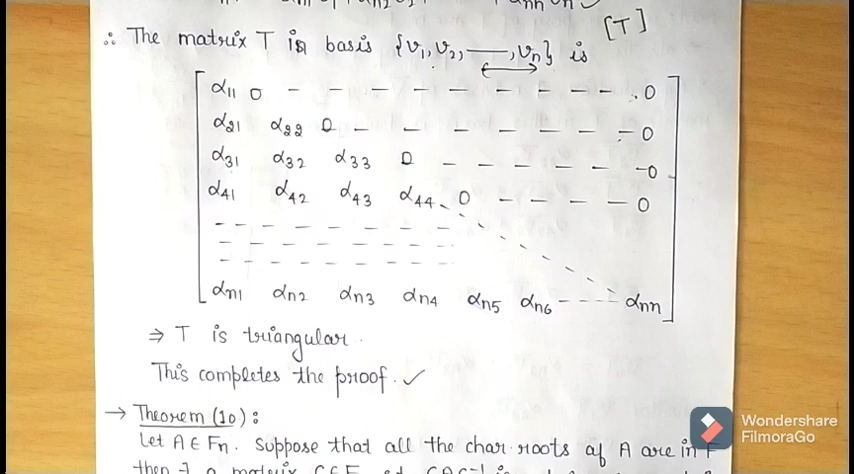 [T]
∴ The matrix T in basis {v₁, v₂, —, vₙ} is
α₁₁ 0 - - - - - - - - - 0
α₂₁ α₂₂ 0 - - - - - - 0
α₃₁ α₃₂ α₃₃ 0 - - - - - 0
α₄₁ α₄₂ α₄₃ α₄₄ 0 - - - - 0
αₙ₁ αₙ₂ αₙ₃ αₙ₄ αₙ₅ αₙ₆ - - - αₙₙ
⇒ T is triangular.
This completes the proof. ✓
→ Theorem (10):
Let A ∈ Fₙ. Suppose that all the char. roots of A are in F
then ∃ a matrix C ∈ F
Wondershare
FilmoraGo